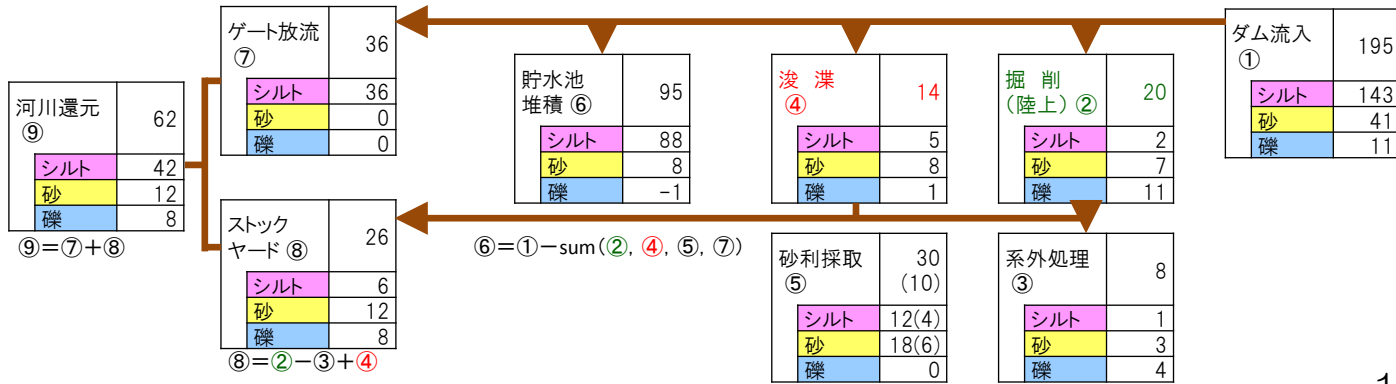 河川還元
⑨
62
シルト 42
砂 12
礫 8
⑨=⑦+⑧
ゲート放流
⑦
36
シルト 36
砂 0
礫 0
ストック
ヤード ⑧
26
シルト 6
砂 12
礫 8
⑧=②-③+④
貯水池
堆積 ⑥
95
シルト 88
砂 8
礫 -1
⑥=①-sum(②, ④, ⑤, ⑦)
浚 渫
④
14
シルト 5
砂 8
礫 1
砂利採取
⑤
30
(10)
シルト 12(4)
砂 18(6)
礫 0
掘 削
(陸上) ②
20
シルト 2
砂 7
礫 11
系外処理
③
8
シルト 1
砂 3
礫 4
ダム流入
①
195
シルト 143
砂 41
礫 11